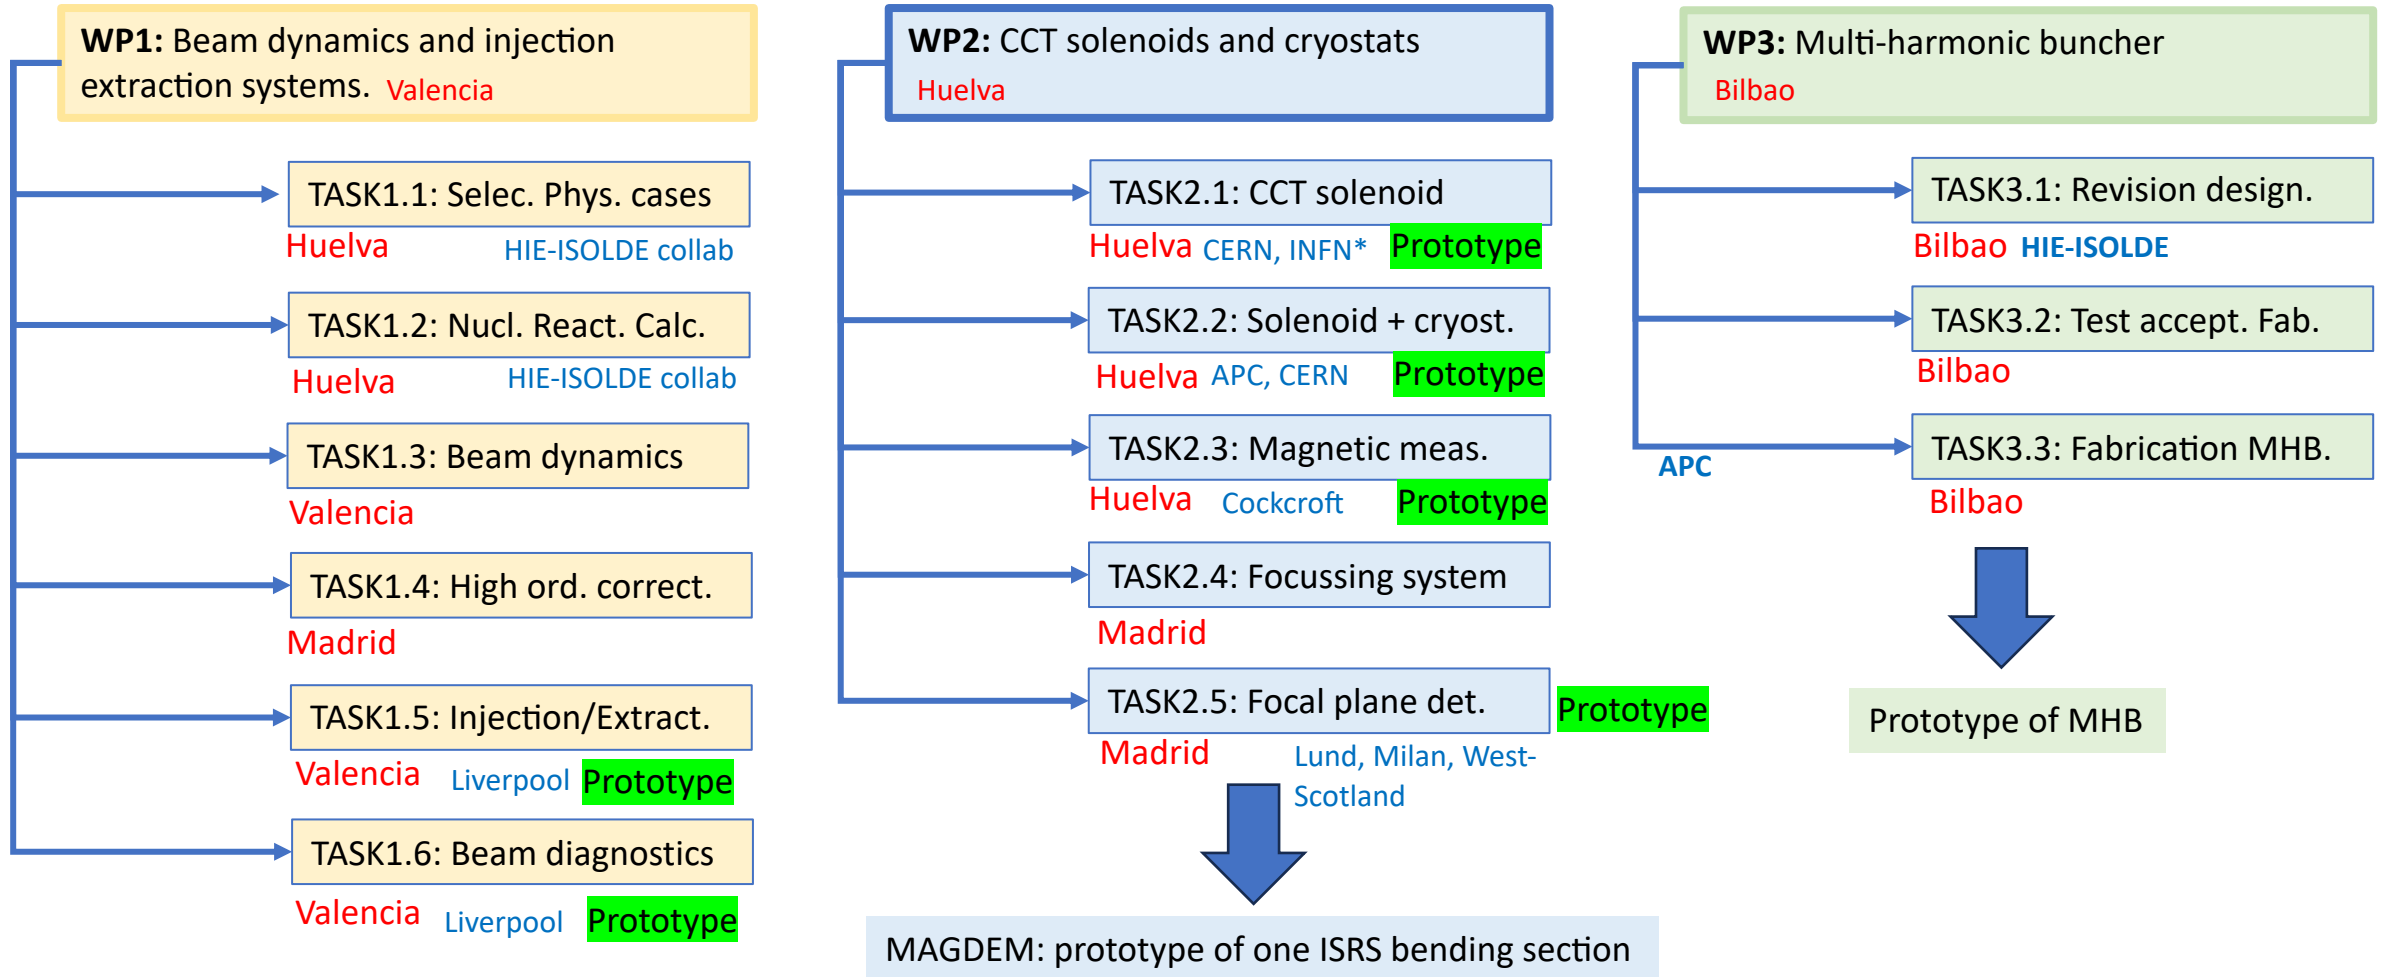 WP1: Beam dynamics and injection
extraction systems. Valencia
TASK1.1: Selec. Phys. cases
Huelva HIE-ISOLDE collab
TASK1.2: Nucl. React. Calc.
Huelva HIE-ISOLDE collab
TASK1.3: Beam dynamics
Valencia
TASK1.4: High ord. correct.
Madrid
TASK1.5: Injection/Extract.
Valencia Liverpool Prototype
TASK1.6: Beam diagnostics
Valencia Liverpool Prototype
WP2: CCT solenoids and cryostats
Huelva
TASK2.1: CCT solenoid
Huelva CERN, INFN* Prototype
TASK2.2: Solenoid + cryost.
Huelva APC, CERN Prototype
TASK2.3: Magnetic meas.
Huelva Cockcroft Prototype
TASK2.4: Focussing system
Madrid
TASK2.5: Focal plane det. Prototype
Madrid Lund, Milan, West-
Scotland
MAGDEM: prototype of one ISRS bending section
WP3: Multi-harmonic buncher
Bilbao
TASK3.1: Revision design.
Bilbao HIE-ISOLDE
TASK3.2: Test accept. Fab.
Bilbao
TASK3.3: Fabrication MHB.
APC
Bilbao
Prototype of MHB